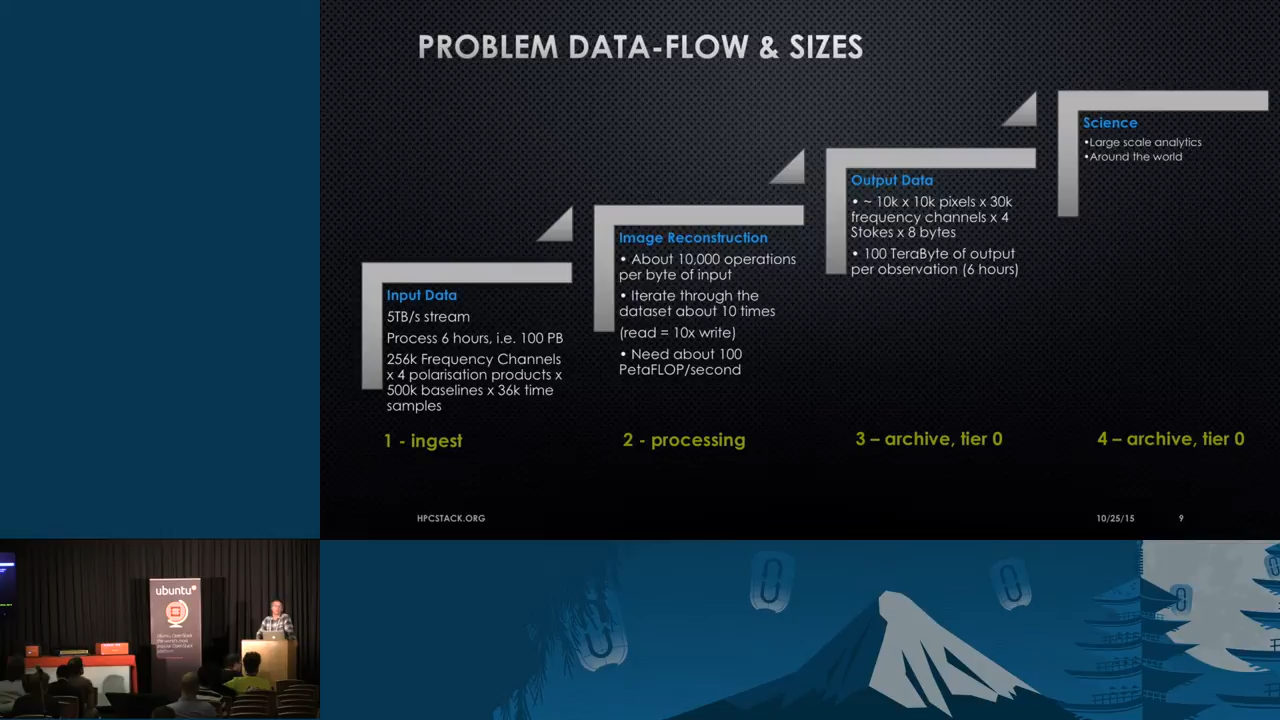 PROBLEM DATA-FLOW & SIZES
Input Data
5TB/s stream
Process 6 hours, i.e. 100 PB
256k Frequency Channels
x 4 polarisation products x
500k baselines x 36k time
samples
1 - ingest
Image Reconstruction
• About 10,000 operations
per byte of input
• Iterate through the
dataset about 10 times
(read = 10x write)
• Need about 100
PetaFLOP/second
2 - processing
Output Data
• ~ 10k x 10k pixels x 30k
frequency channels x 4
Stokes x 8 bytes
• 100 TeraByte of output
per observation (6 hours)
3 – archive, tier 0
Science
•Large scale analytics
•Around the world
4 – archive, tier 0
HPCSTACK.ORG
10/25/15
9
ubuntu